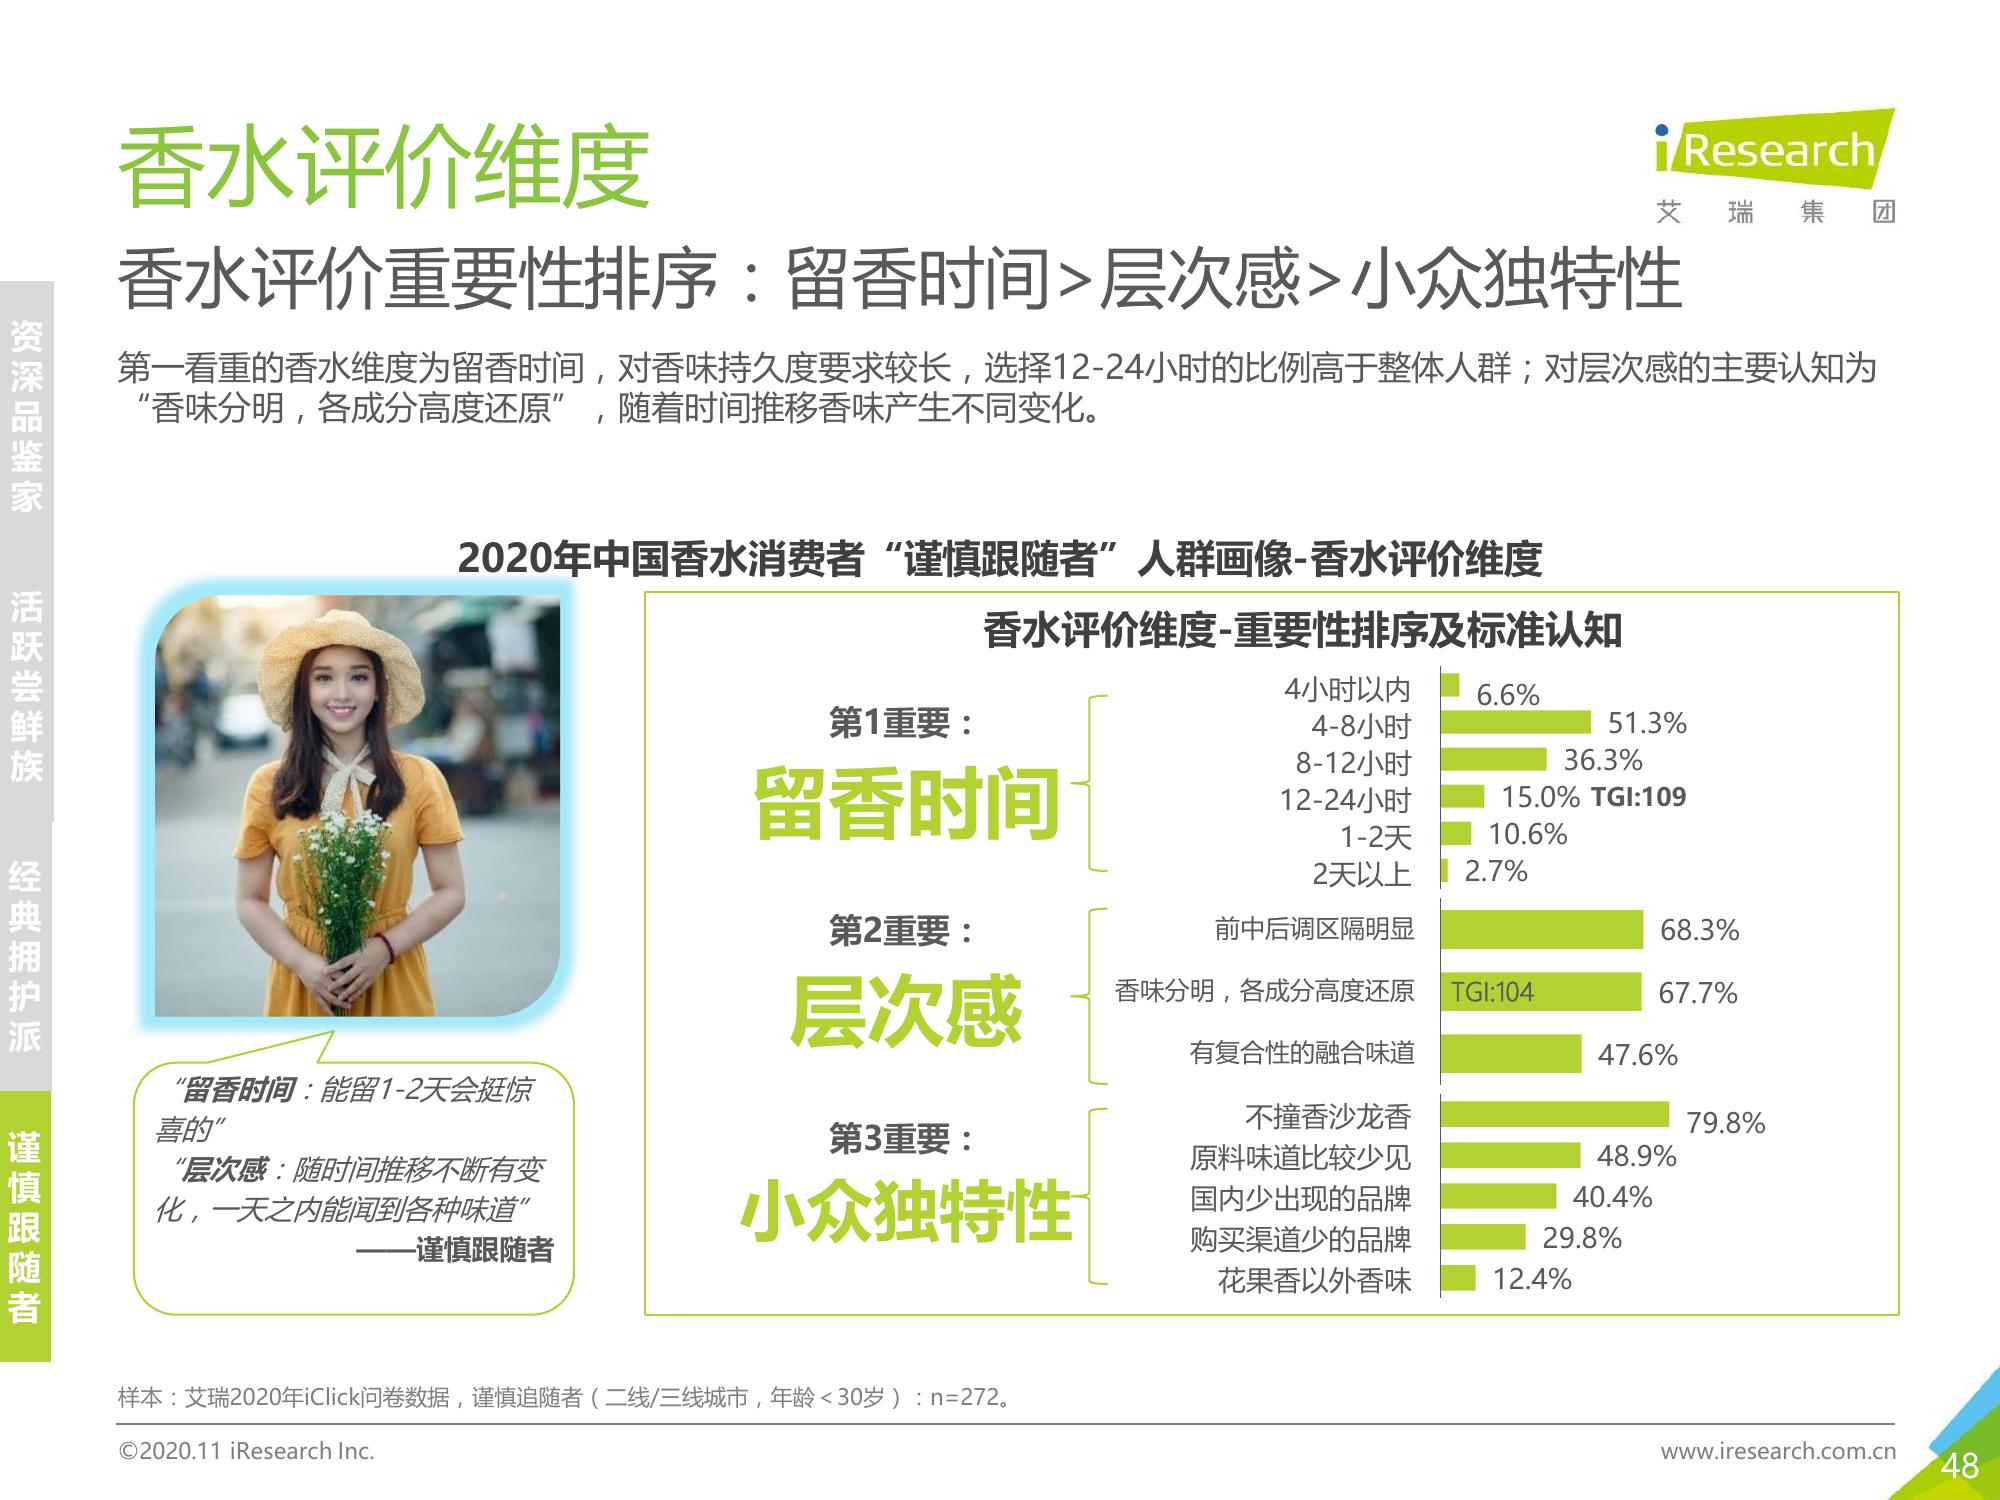 香水评价维度
iResearch
艾 瑞 集 团
香水评价重要性排序：留香时间>层次感>小众独特性
第一看重的香水维度为留香时间，对香味持久度要求较长，选择12-24小时的比例高于整体人群；对层次感的主要认知为
“香味分明，各成分高度还原”，随着时间推移香味产生不同变化。
资深品鉴家
活跃尝鲜族
经典拥护派
谨慎跟随者
2020年中国香水消费者“谨慎跟随者”人群画像-香水评价维度
“留香时间：能留1-2天会挺惊
喜的”
“层次感：随时间推移不断有变
化，一天之内能闻到各种味道”
——谨慎跟随者
香水评价维度-重要性排序及标准认知
第1重要：
留香时间
4小时以内 6.6%
4-8小时 51.3%
8-12小时 36.3%
12-24小时 15.0% TGI:109
1-2天 10.6%
2天以上 2.7%
第2重要：
层次感
前中后调区隔明显 68.3%
香味分明，各成分高度还原 TGI:104 67.7%
有复合性的融合味道 47.6%
第3重要：
小众独特性
不撞香沙龙香 79.8%
原料味道比较少见 48.9%
国内少出现的品牌 40.4%
购买渠道少的品牌 29.8%
花果香以外香味 12.4%
样本：艾瑞2020年iClick问卷数据，谨慎追随者（二线/三线城市，年龄＜30岁）：n=272。
©2020.11 iResearch Inc.
www.iresearch.com.cn
48